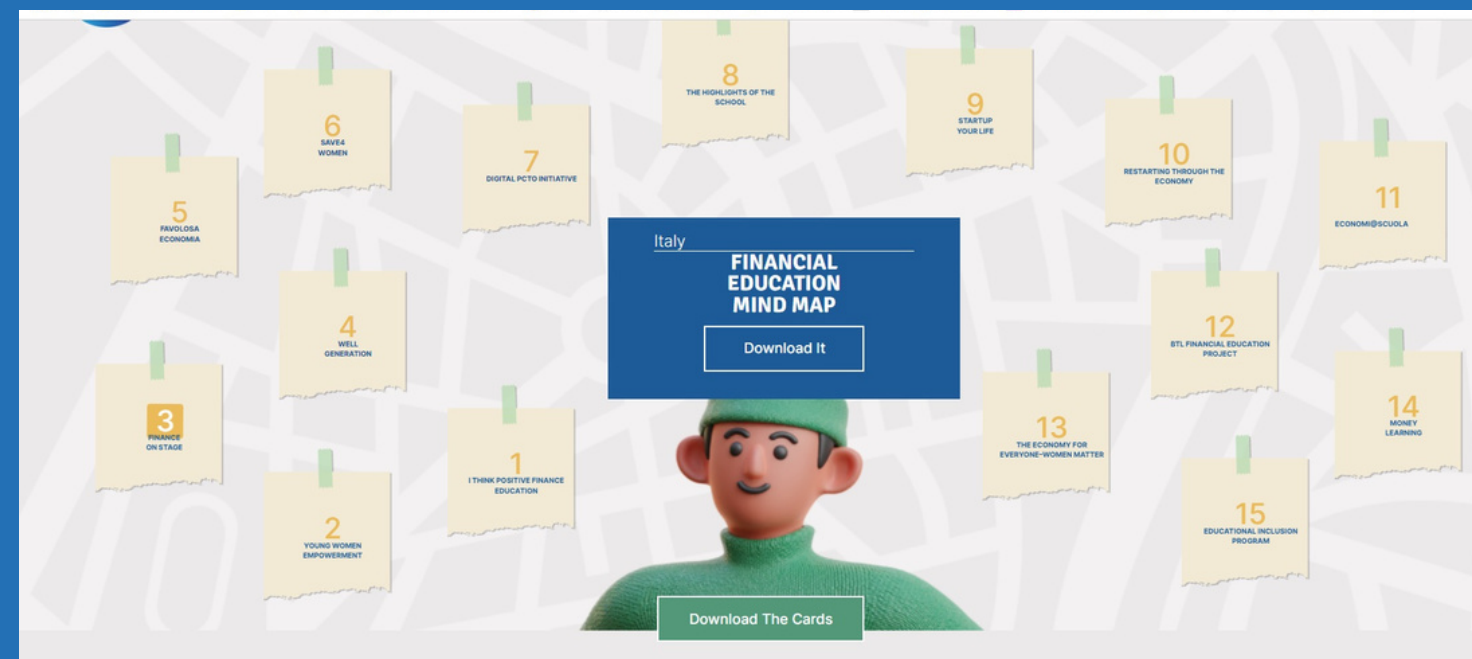 8
THE HIGHLIGHTS OF THE
SCHOOL
9
STARTUP
YOUR LIFE
6
SAVE4
WOMEN
7
DIGITAL PCTO INITIATIVE
10
RESTARTING THROUGH THE
ECONOMY
11
ECONOMI@SCUOLA
5
FAVOLOSA
ECONOMIA
Italy
FINANCIAL
EDUCATION
MIND MAP
Download It
4
WELL
GENERATION
12
BTL FINANCIAL EDUCATION
PROJECT
3
FINANCE
ON STAGE
1
I THINK POSITIVE FINANCE
EDUCATION
13
THE ECONOMY FOR
EVERYONE-WOMEN MATTER
14
MONEY
LEARNING
2
YOUNG WOMEN
EMPOWERMENT
15
EDUCATIONAL INCLUSION
PROGRAM
Download The Cards